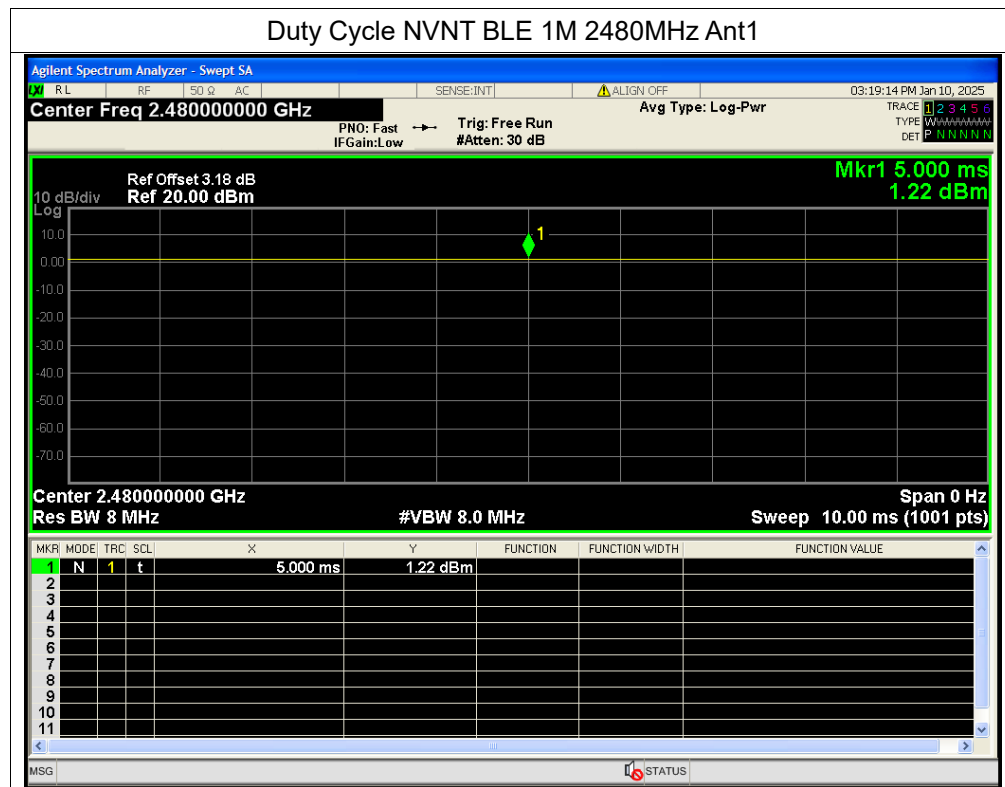 Duty Cycle NVNT BLE 1M 2480MHz Ant1
Agilent Spectrum Analyzer - Swept SA
LXI RL RF 50 Ω AC SENSE:INT ALIGN OFF 03:19:14 PM Jan 10, 2025
Center Freq 2.480000000 GHz Avg Type: Log-Pwr TRACE 1 2 3 4 5 6
PNO: Fast Trig: Free Run TYPE WWWWWW
IFGain:Low #Atten: 30 dB DET P N N N N N
Mkr1 5.000 ms
Ref Offset 3.18 dB
10 dB/div Ref 20.00 dBm 1.22 dBm
Log
10.0
1
0.00
-10.0
-20.0
-30.0
-40.0
-50.0
-60.0
-70.0
Center 2.480000000 GHz Span 0 Hz
Res BW 8 MHz #VBW 8.0 MHz Sweep 10.00 ms (1001 pts)
MKR MODE TRC SCL X Y FUNCTION FUNCTION WIDTH FUNCTION VALUE
1 N 1 t 5.000 ms 1.22 dBm
2
3
4
5
6
7
8
9
10
11
MSG STATUS